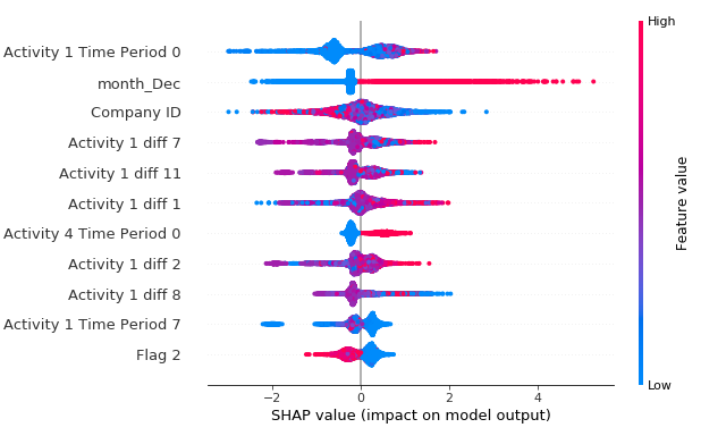 High
Activity 1 Time Period 0
month_Dec
Company ID
Activity 1 diff 7
Activity 1 diff 11
Activity 1 diff 1
Activity 4 Time Period 0
Activity 1 diff 2
Activity 1 diff 8
Activity 1 Time Period 7
Flag 2
Feature value
Low
−2 0 2 4
SHAP value (impact on model output)